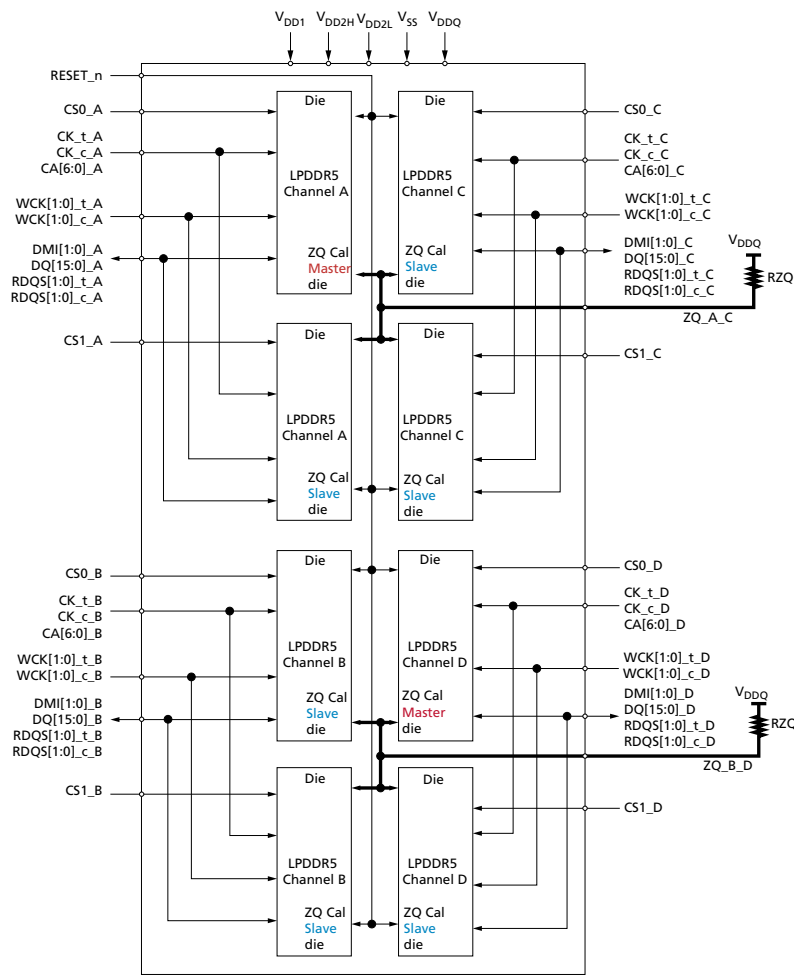 V_DD1 V_DD2H V_DD2L V_SS V_DDQ
RESET_n
CS0_A
CK_t_A
CK_c_A
CA[6:0]_A
WCK[1:0]_t_A
WCK[1:0]_c_A
DMI[1:0]_A
DQ[15:0]_A
RDQS[1:0]_t_A
RDQS[1:0]_c_A
CS1_A
Die
LPDDR5
Channel A
ZQ Cal
Master
die
Die
LPDDR5
Channel C
ZQ Cal
Slave
die
CS0_C
CK_t_C
CK_c_C
CA[6:0]_C
WCK[1:0]_t_C
WCK[1:0]_c_C
DMI[1:0]_C
DQ[15:0]_C
RDQS[1:0]_t_C
RDQS[1:0]_c_C
V_DDQ
RZQ
ZQ_A_C
CS1_C
Die
LPDDR5
Channel A
ZQ Cal
Slave
die
Die
LPDDR5
Channel C
ZQ Cal
Slave
die
CS0_B
CK_t_B
CK_c_B
CA[6:0]_B
WCK[1:0]_t_B
WCK[1:0]_c_B
DMI[1:0]_B
DQ[15:0]_B
RDQS[1:0]_t_B
RDQS[1:0]_c_B
CS1_B
Die
LPDDR5
Channel B
ZQ Cal
Slave
die
Die
LPDDR5
Channel D
ZQ Cal
Master
die
CS0_D
CK_t_D
CK_c_D
CA[6:0]_D
WCK[1:0]_t_D
WCK[1:0]_c_D
DMI[1:0]_D
DQ[15:0]_D
RDQS[1:0]_t_D
RDQS[1:0]_c_D
V_DDQ
RZQ
ZQ_B_D
CS1_D
Die
LPDDR5
Channel B
ZQ Cal
Slave
die
Die
LPDDR5
Channel D
ZQ Cal
Slave
die